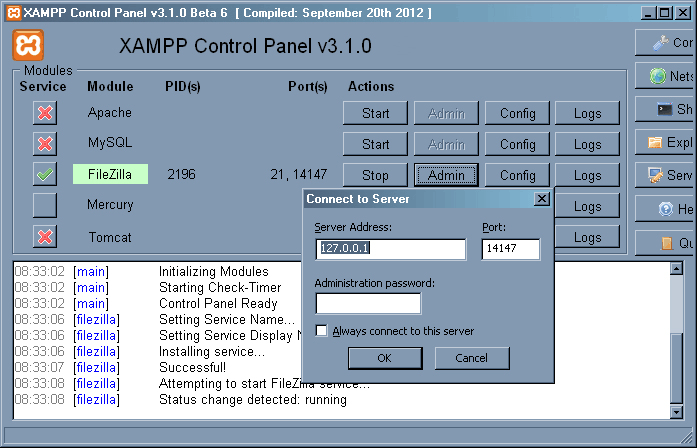 XAMPP Control Panel v3.1.0 Beta 6 [ Compiled: September 20th 2012 ]
XAMPP Control Panel v3.1.0
Modules
Service Module PID(s) Port(s) Actions
Apache Start Admin Config Logs
MySQL Start Admin Config Logs
FileZilla 2196 21, 14147 Stop Admin Config Logs
Mercury Logs
Tomcat Logs
Con
Nets
Sh
Expl
Serv
He
Qu
Connect to Server
Server Address: Port:
127.0.0.1 14147
Administration password:
Always connect to this server
OK Cancel
08:33:02 [main] Initializing Modules
08:33:02 [main] Starting Check-Timer
08:33:02 [main] Control Panel Ready
08:33:06 [filezilla] Setting Service Name...
08:33:06 [filezilla] Setting Service Display
08:33:06 [filezilla] Installing service...
08:33:07 [filezilla] Successful!
08:33:08 [filezilla] Attempting to start FileZilla service...
08:33:08 [filezilla] Status change detected: running